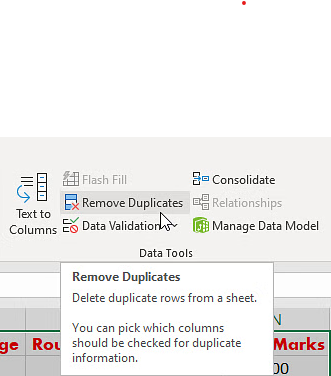 Flash Fill
Consolidate
Text to
Columns
Remove Duplicates
Relationships
Data Validation
Manage Data Model
Data Tools
Remove Duplicates
Delete duplicate rows from a sheet.
You can pick which columns
should be checked for duplicate
information.
N
ge Rou Marks
00